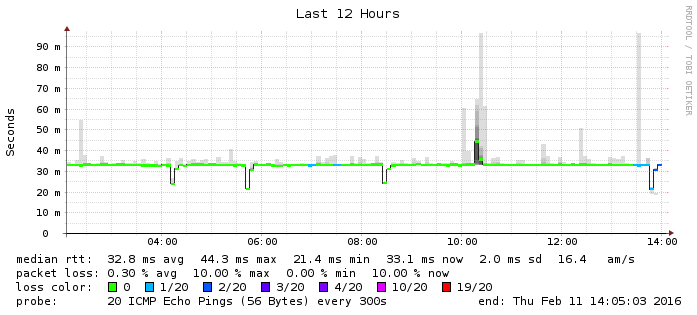 Last 12 Hours
RRDTOOL / TOBI OETIKER
Seconds
90 m
80 m
70 m
60 m
50 m
40 m
30 m
20 m
10 m
0
04:00 06:00 08:00 10:00 12:00 14:00
median rtt: 32.8 ms avg 44.3 ms max 21.4 ms min 33.1 ms now 2.0 ms sd 16.4 am/s
packet loss: 0.30 % avg 10.00 % max 0.00 % min 10.00 % now
loss color: 0 1/20 2/20 3/20 4/20 10/20 19/20
probe: 20 ICMP Echo Pings (56 Bytes) every 300s end: Thu Feb 11 14:05:03 2016